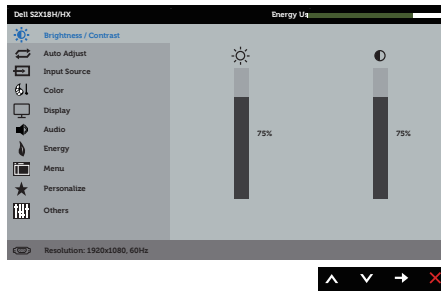 Dell S2X18H/HX
Energy Us
Brightness / Contrast
Auto Adjust
Input Source
Color
Display
Audio
Energy
Menu
Personalize
Others
75%
75%
Resolution: 1920x1080, 60Hz